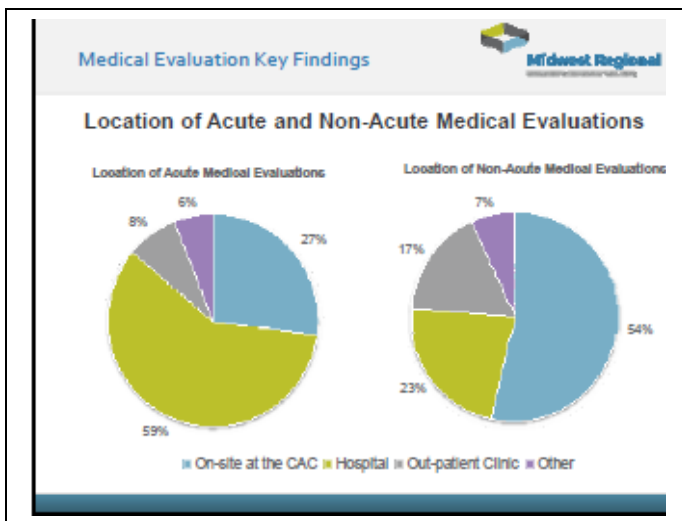 Medical Evaluation Key Findings
Midwest Regional
Location of Acute and Non-Acute Medical Evaluations
Location of Acute Medical Evaluations
Location of Non-Acute Medical Evaluations
6%
8%
27%
59%
7%
17%
54%
23%
On-site at the CAC Hospital Out-patient Clinic Other